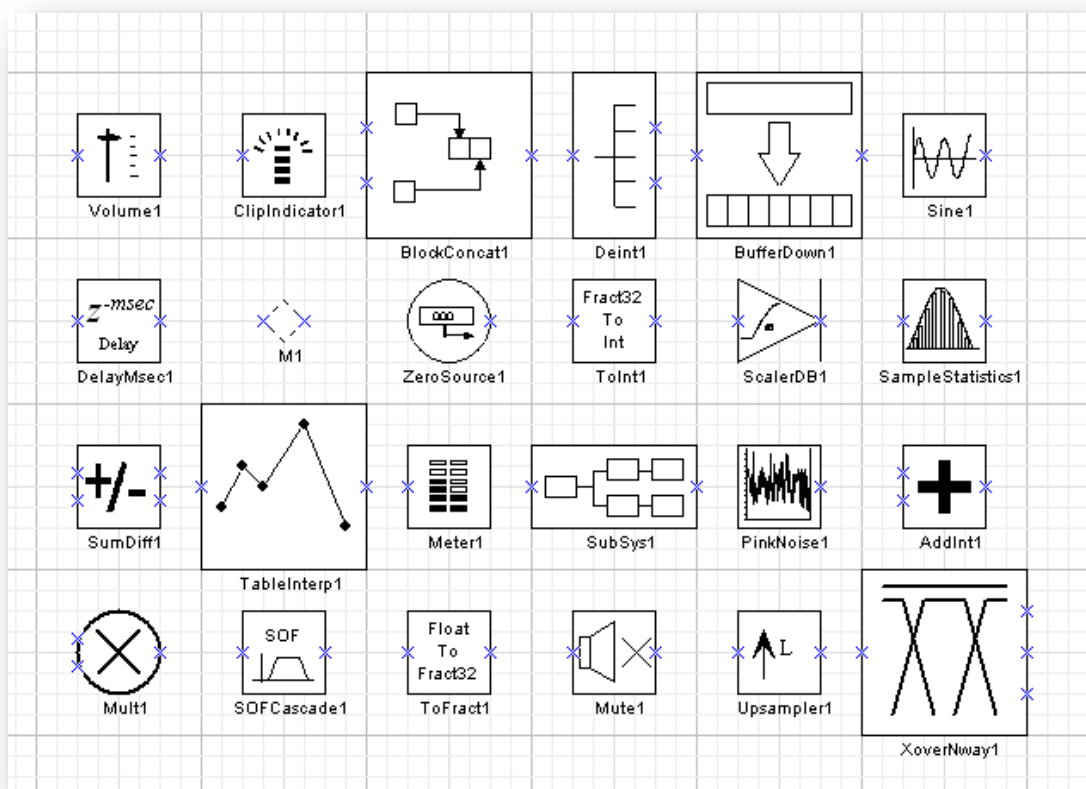 Volume1
ClipIndicator1
BlockConcat1
Deint1
BufferDown1
Sine1
z-msec
Delay
DelayMsec1
M1
ZeroSource1
Fract32
To
Int
ToInt1
ScalerDB1
SampleStatistics1
+/-
SumDiff1
TableInterp1
Meter1
SubSys1
PinkNoise1
AddInt1
Mult1
SOF
SOFCascade1
Float
To
Fract32
ToFract1
Mute1
L
Upsampler1
XoverNway1